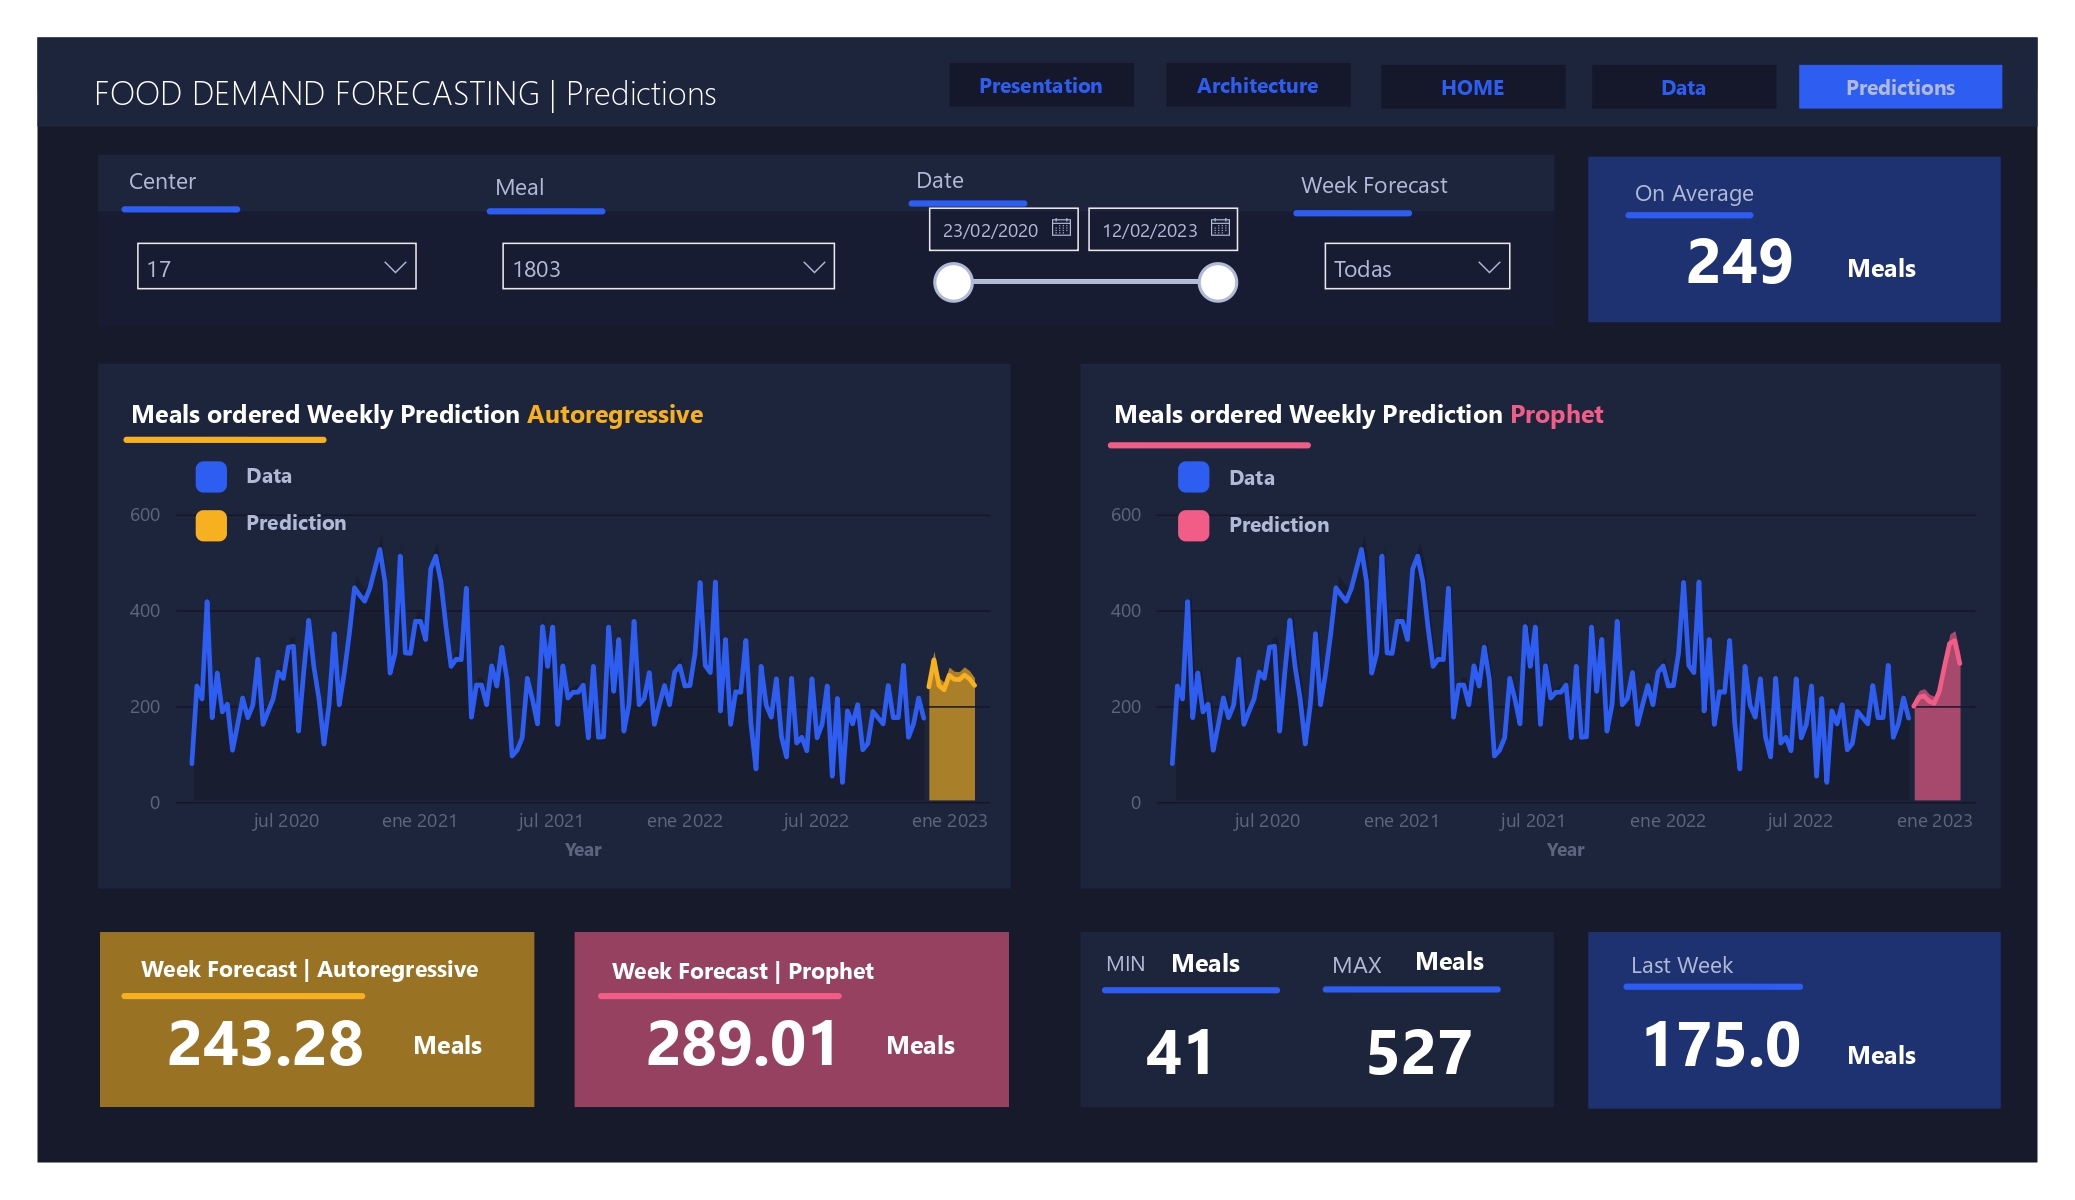 FOOD DEMAND FORECASTING | Predictions
Presentation
Architecture
HOME
Data
Predictions
Center
17
Meal
1803
Date
23/02/2020
12/02/2023
Week Forecast
Todas
On Average
249 Meals
Meals ordered Weekly Prediction Autoregressive
Data
Prediction
600
400
200
0
jul 2020
ene 2021
jul 2021
ene 2022
jul 2022
ene 2023
Year
Meals ordered Weekly Prediction Prophet
Data
Prediction
600
400
200
0
jul 2020
ene 2021
jul 2021
ene 2022
jul 2022
ene 2023
Year
Week Forecast | Autoregressive
243.28 Meals
Week Forecast | Prophet
289.01 Meals
MIN Meals
41
MAX Meals
527
Last Week
175.0 Meals